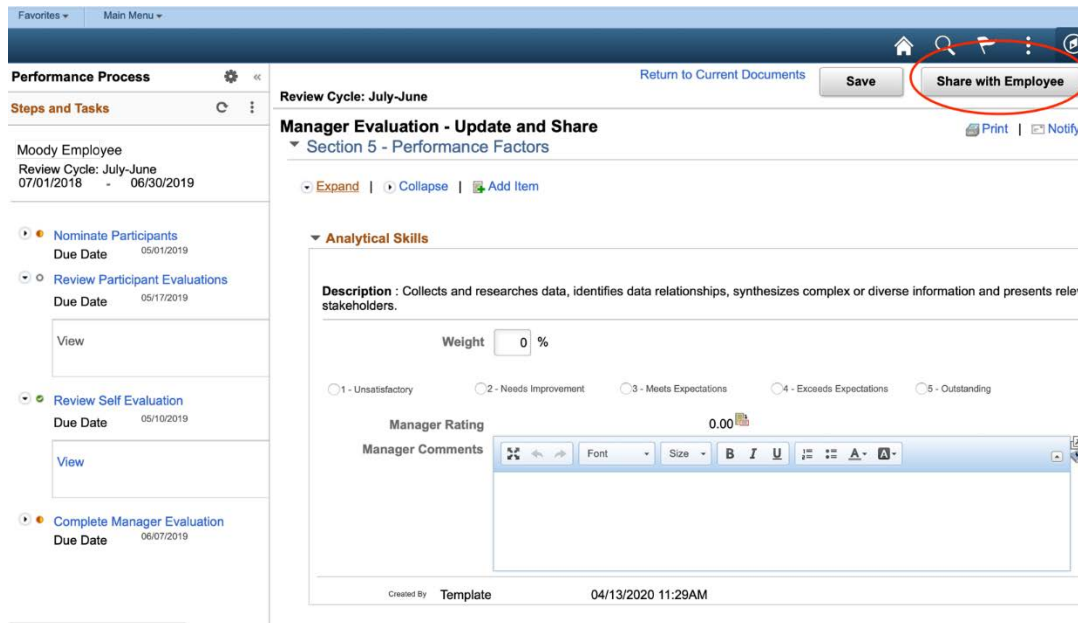 Favorites Main Menu
Performance Process
Steps and Tasks
Moody Employee
Review Cycle: July-June
07/01/2018 - 06/30/2019
Nominate Participants
Due Date 05/01/2019
Review Participant Evaluations
Due Date 05/17/2019
View
Review Self Evaluation
Due Date 05/10/2019
View
Complete Manager Evaluation
Due Date 06/07/2019
Return to Current Documents Save Share with Employee
Review Cycle: July-June
Manager Evaluation - Update and Share Print | Notify
Section 5 - Performance Factors
Expand | Collapse | Add Item
Analytical Skills
Description : Collects and researches data, identifies data relationships, synthesizes complex or diverse information and presents rele
stakeholders.
Weight 0 %
1 - Unsatisfactory 2 - Needs Improvement 3 - Meets Expectations 4 - Exceeds Expectations 5 - Outstanding
Manager Rating 0.00
Manager Comments Font Size B I U A A
Created By Template 04/13/2020 11:29AM